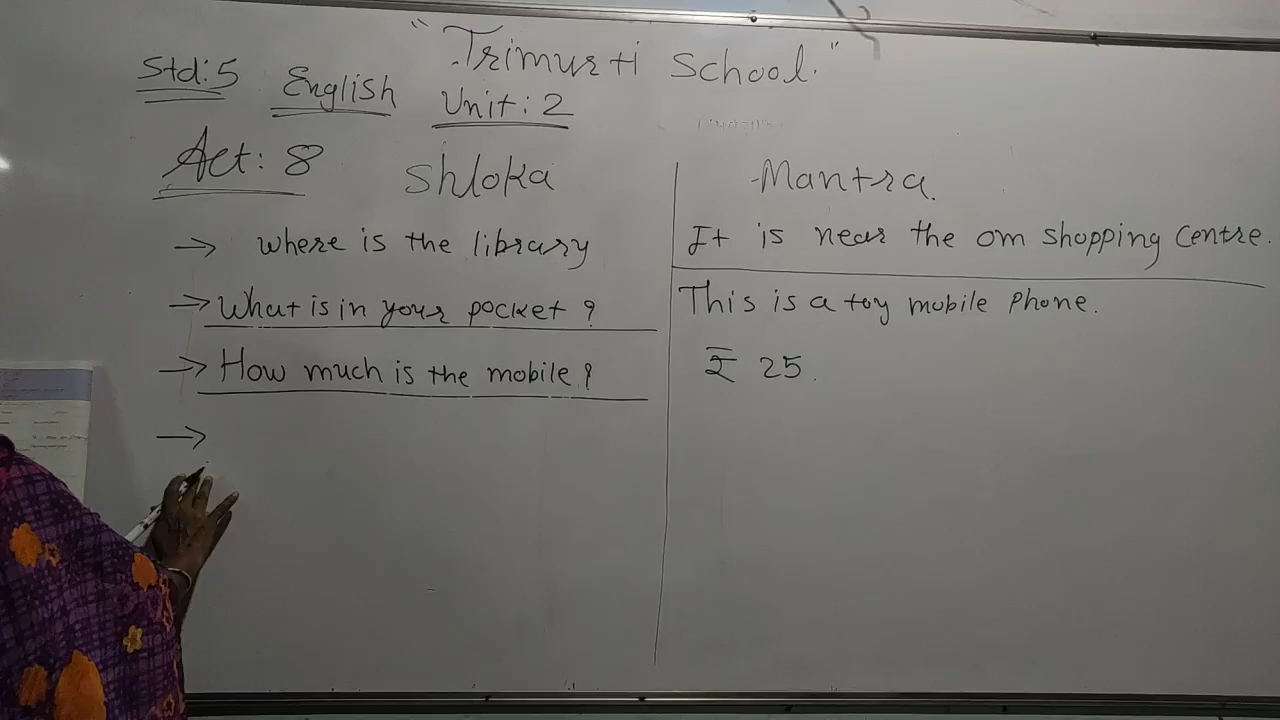 "Trimurti School."
Std: 5 English Unit: 2
Act: 8 Shloka Mantra.
→ where is the library It is near the om shopping centre.
→ What is in your pocket? This is a toy mobile phone.
→ How much is the mobile? ₹ 25.
→